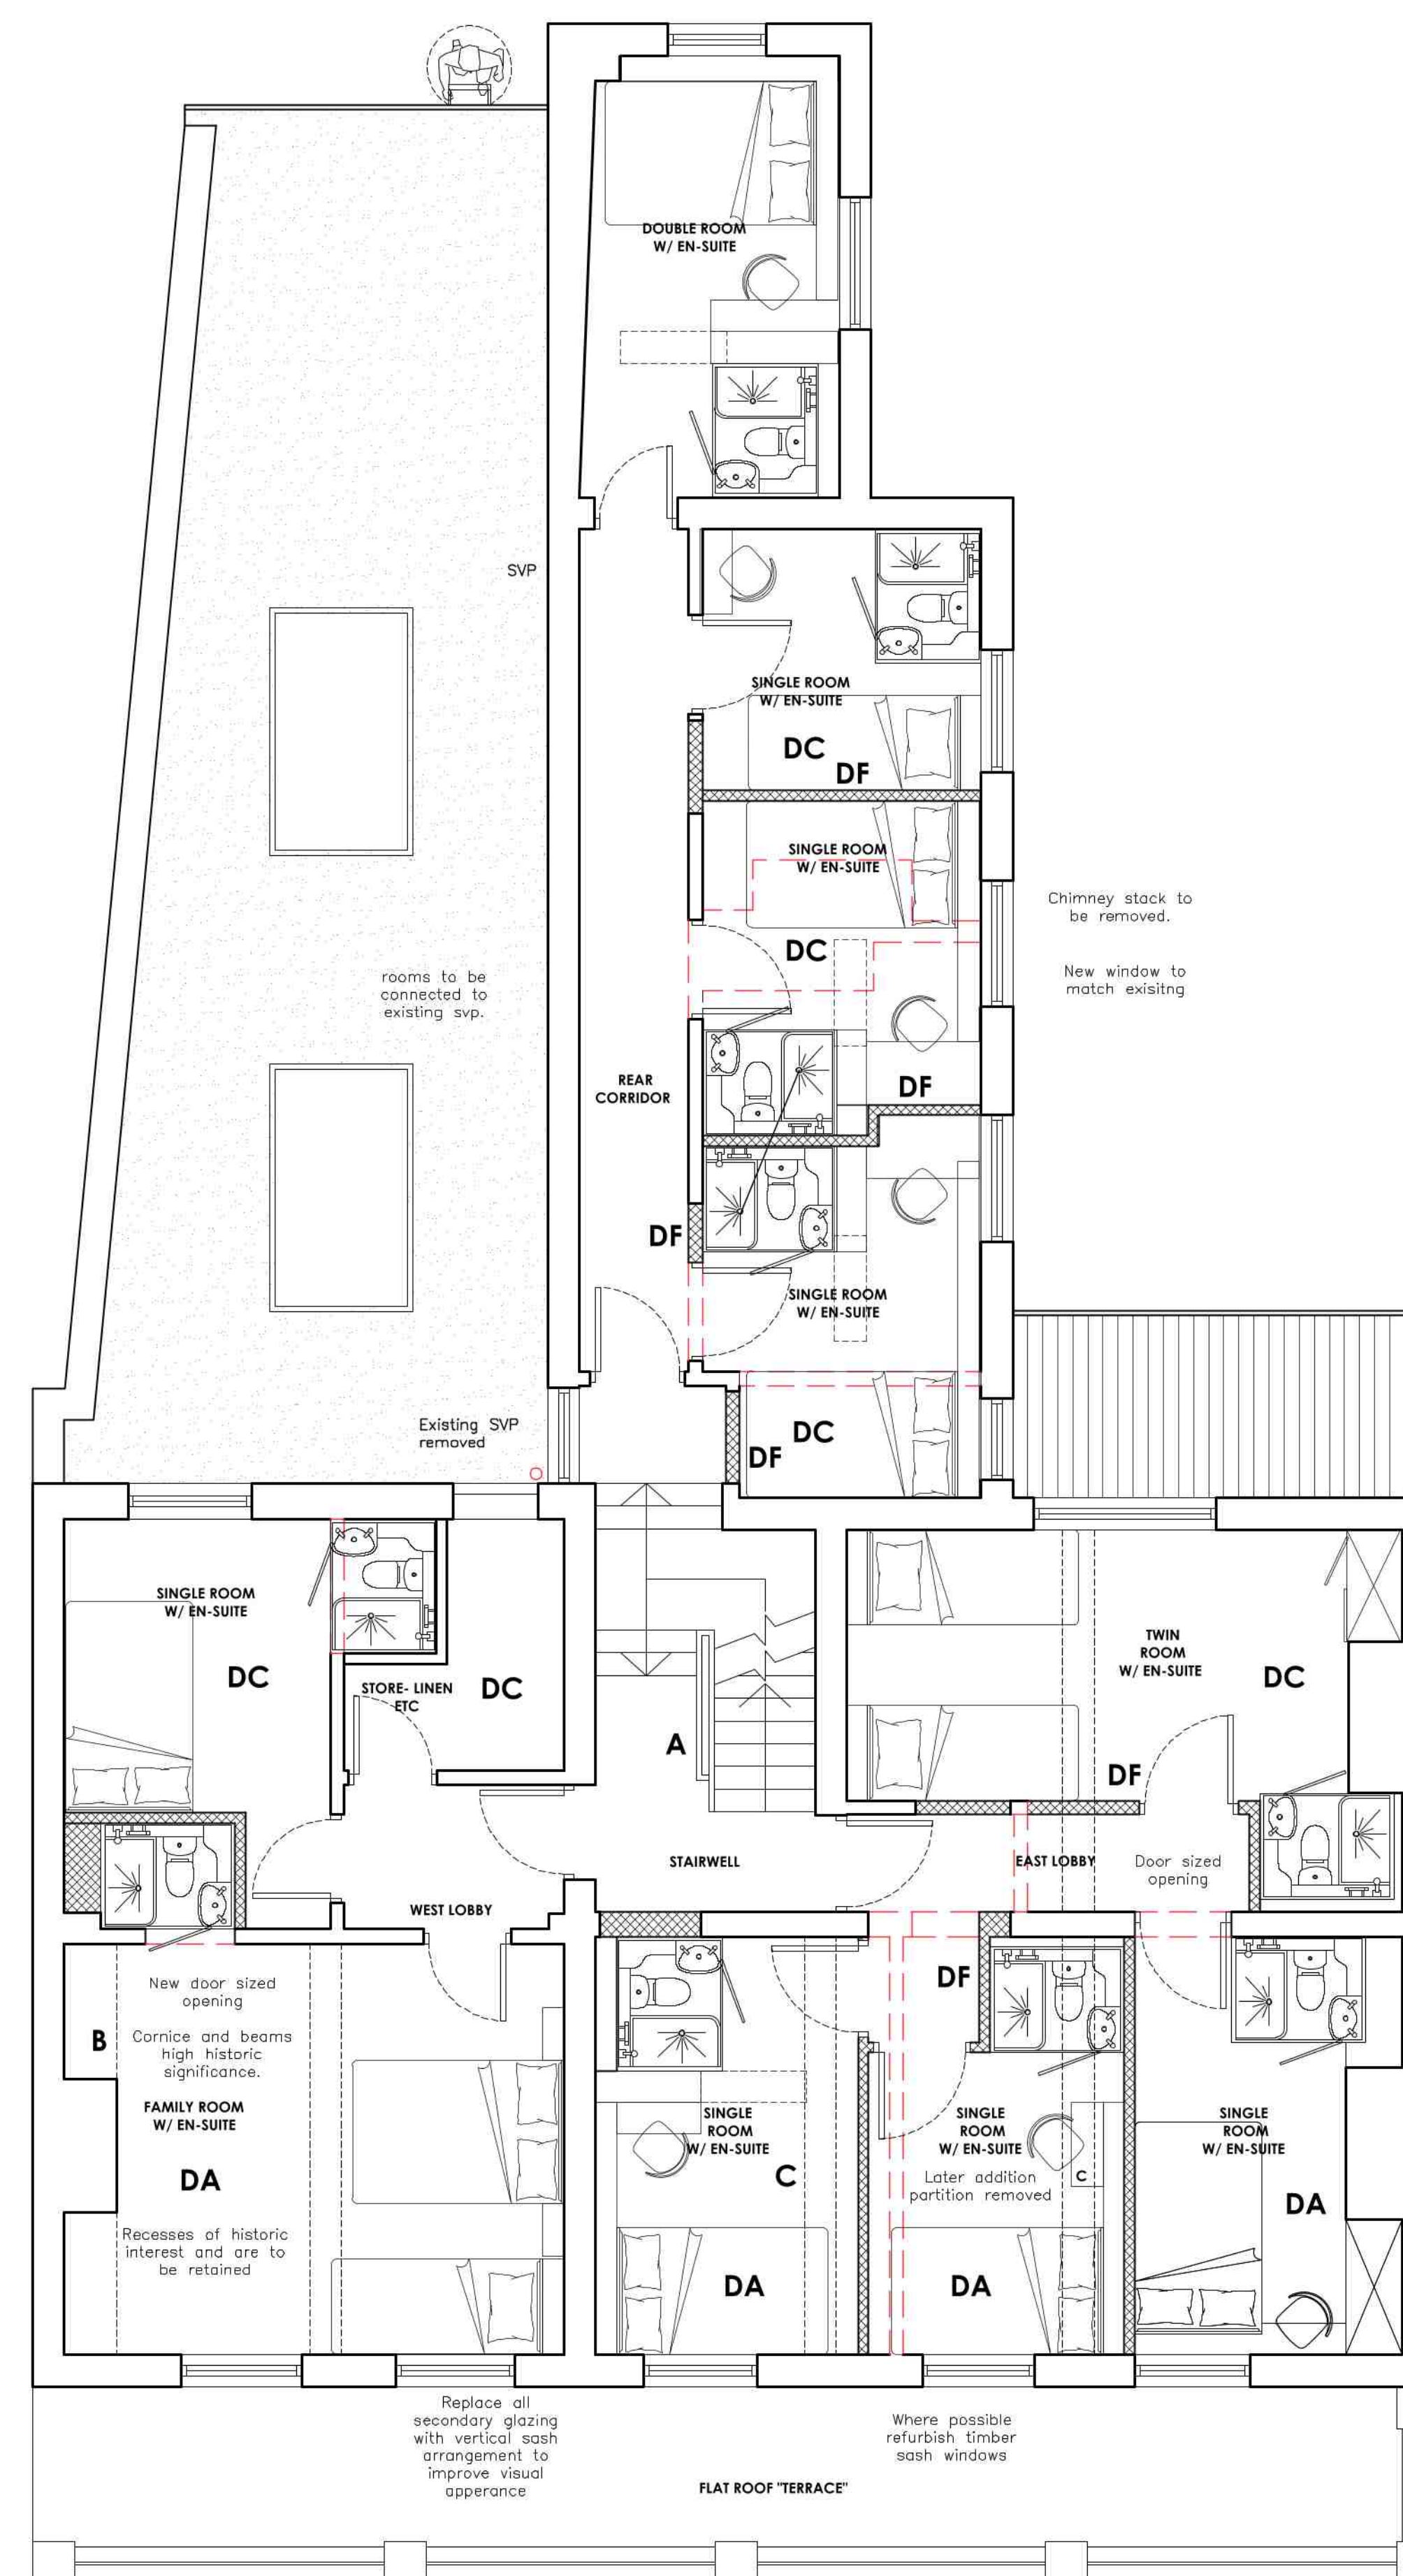 DOUBLE ROOM
W/ EN-SUITE
SVP
SINGLE ROOM
W/ EN-SUITE
DC
DF
SINGLE ROOM
W/ EN-SUITE
DC
Chimney stack to
be removed.
New window to
match exisitng
rooms to be
connected to
existing svp.
REAR
CORRIDOR
DF
DF
SINGLE ROOM
W/ EN-SUITE
DC
DF
Existing SVP
removed
SINGLE ROOM
W/ EN-SUITE
DC
STORE- LINEN
ETC
DC
A
TWIN
ROOM
W/ EN-SUITE
DC
DF
STAIRWELL
EAST LOBBY
Door sized
opening
WEST LOBBY
New door sized
opening
B
Cornice and beams
high historic
significance.
FAMILY ROOM
W/ EN-SUITE
DA
Recesses of historic
interest and are to
be retained
DF
SINGLE
ROOM
W/ EN-SUITE
C
DA
SINGLE
ROOM
W/ EN-SUITE
Later addition
partition removed
C
DA
SINGLE
ROOM
W/ EN-SUITE
DA
Replace all
secondary glazing
with vertical sash
arrangement to
improve visual
apperance
Where possible
refurbish timber
sash windows
FLAT ROOF "TERRACE"